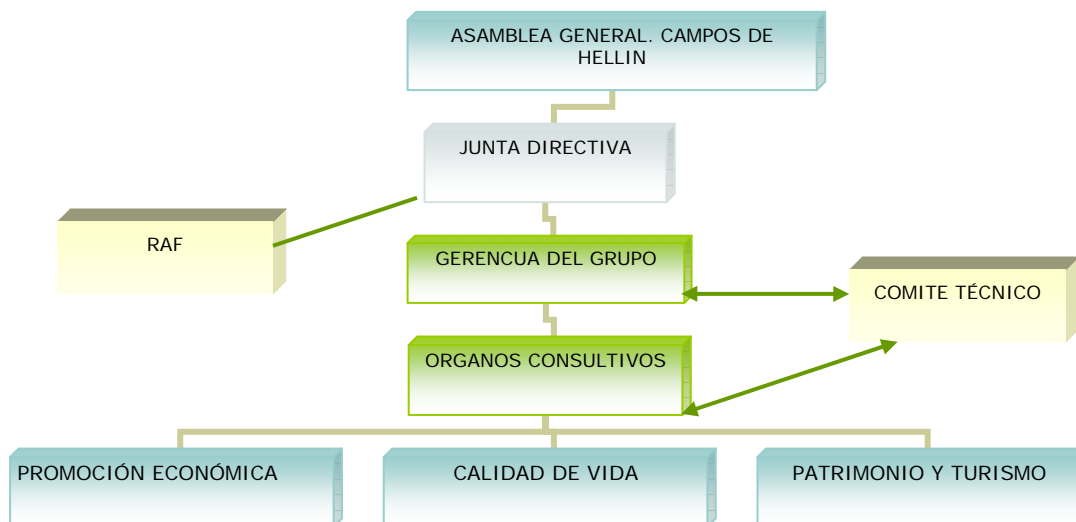 ASAMBLEA GENERAL. CAMPOS DE
HELLIN
JUNTA DIRECTIVA
RAF
GERENCUA DEL GRUPO
COMITE TÉCNICO
ORGANOS CONSULTIVOS
PROMOCIÓN ECONÓMICA
CALIDAD DE VIDA
PATRIMONIO Y TURISMO